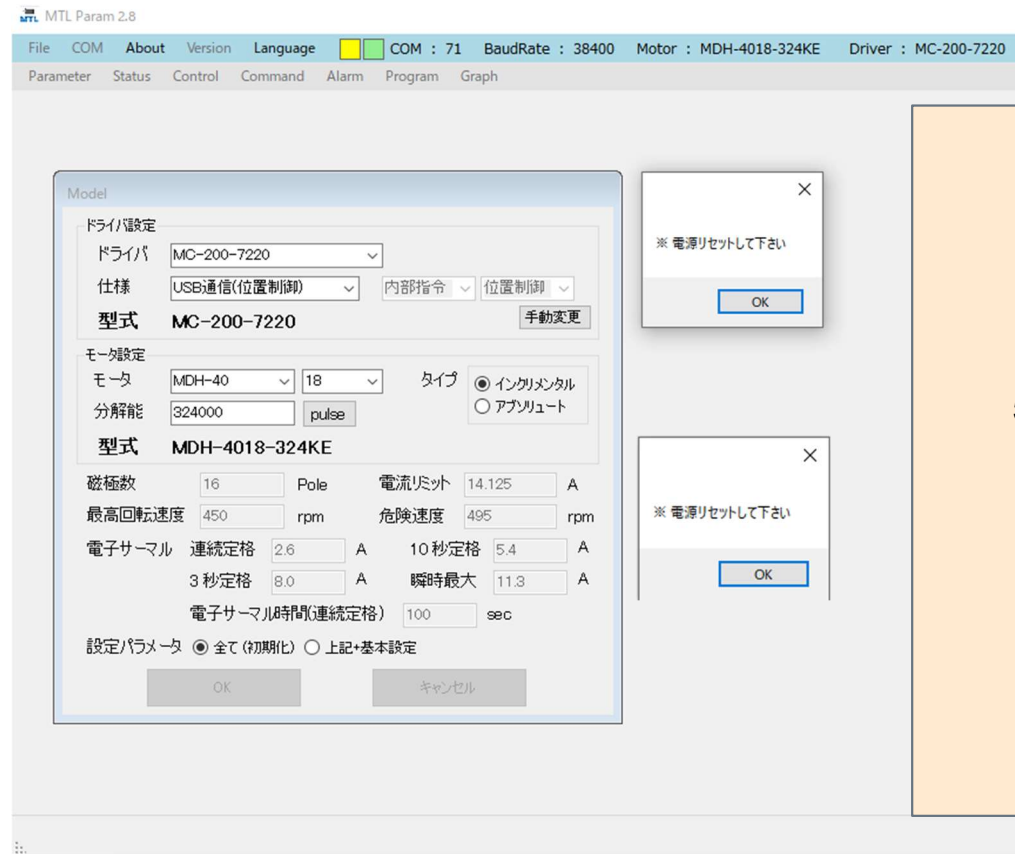 MTL MTL Param 2.8
File COM About Version Language COM : 71 BaudRate : 38400 Motor : MDH-4018-324KE Driver : MC-200-7220
Parameter Status Control Command Alarm Program Graph
Model
ドライバ設定
ドライバ MC-200-7220
仕様 USB通信(位置制御) 内部指令 位置制御
型式 MC-200-7220 手動変更
モータ設定
モータ MDH-40 18 タイプ インクリメンタル
分解能 324000 pulse アブソリュート
型式 MDH-4018-324KE
磁極数 16 Pole 電流リミット 14.125 A
最高回転速度 450 rpm 危険速度 495 rpm
電子サーマル 連続定格 2.6 A 10秒定格 5.4 A
3秒定格 8.0 A 瞬時最大 11.3 A
電子サーマル時間(連続定格) 100 sec
設定パラメータ 全て(初期化) 上記+基本設定
OK キャンセル
※ 電源リセットして下さい
OK
※ 電源リセットして下さい
OK